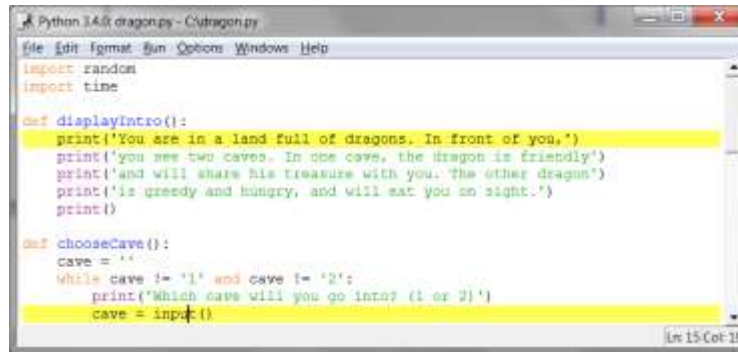 Python 3.4.0: dragon.py - C:\dragon.py
File Edit Format Run Options Windows Help
import random
import time
def displayIntro():
    print('You are in a land full of dragons. In front of you,')
    print('you see two caves. In one cave, the dragon is friendly')
    print('and will share his treasure with you. The other dragon')
    print('is greedy and hungry, and will eat you on sight.')
    print()
def chooseCave():
    cave = ''
    while cave != '1' and cave != '2':
        print('Which cave will you go into? (1 or 2)')
        cave = input()
Ln: 15 Col: